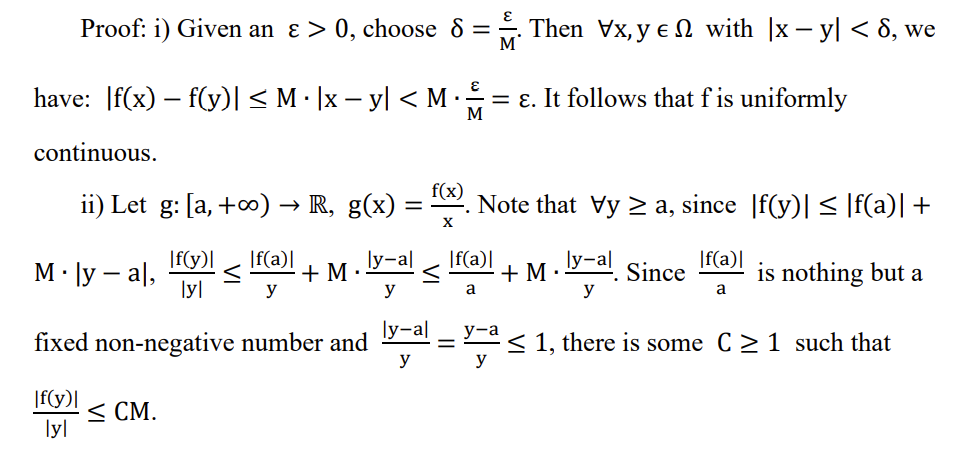 Proof: i) Given an ε > 0, choose δ = ε/M. Then ∀x, y ϵ Ω with |x − y| < δ, we
have: |f(x) − f(y)| ≤ M · |x − y| < M · ε/M = ε. It follows that f is uniformly
continuous.
ii) Let g: [a, +∞) → ℝ, g(x) = f(x)/x. Note that ∀y ≥ a, since |f(y)| ≤ |f(a)| +
M · |y − a|, |f(y)|/|y| ≤ |f(a)|/y + M · |y−a|/y ≤ |f(a)|/a + M · |y−a|/y. Since |f(a)|/a is nothing but a
fixed non-negative number and |y−a|/y = y−a/y ≤ 1, there is some C ≥ 1 such that
|f(y)|/|y| ≤ CM.